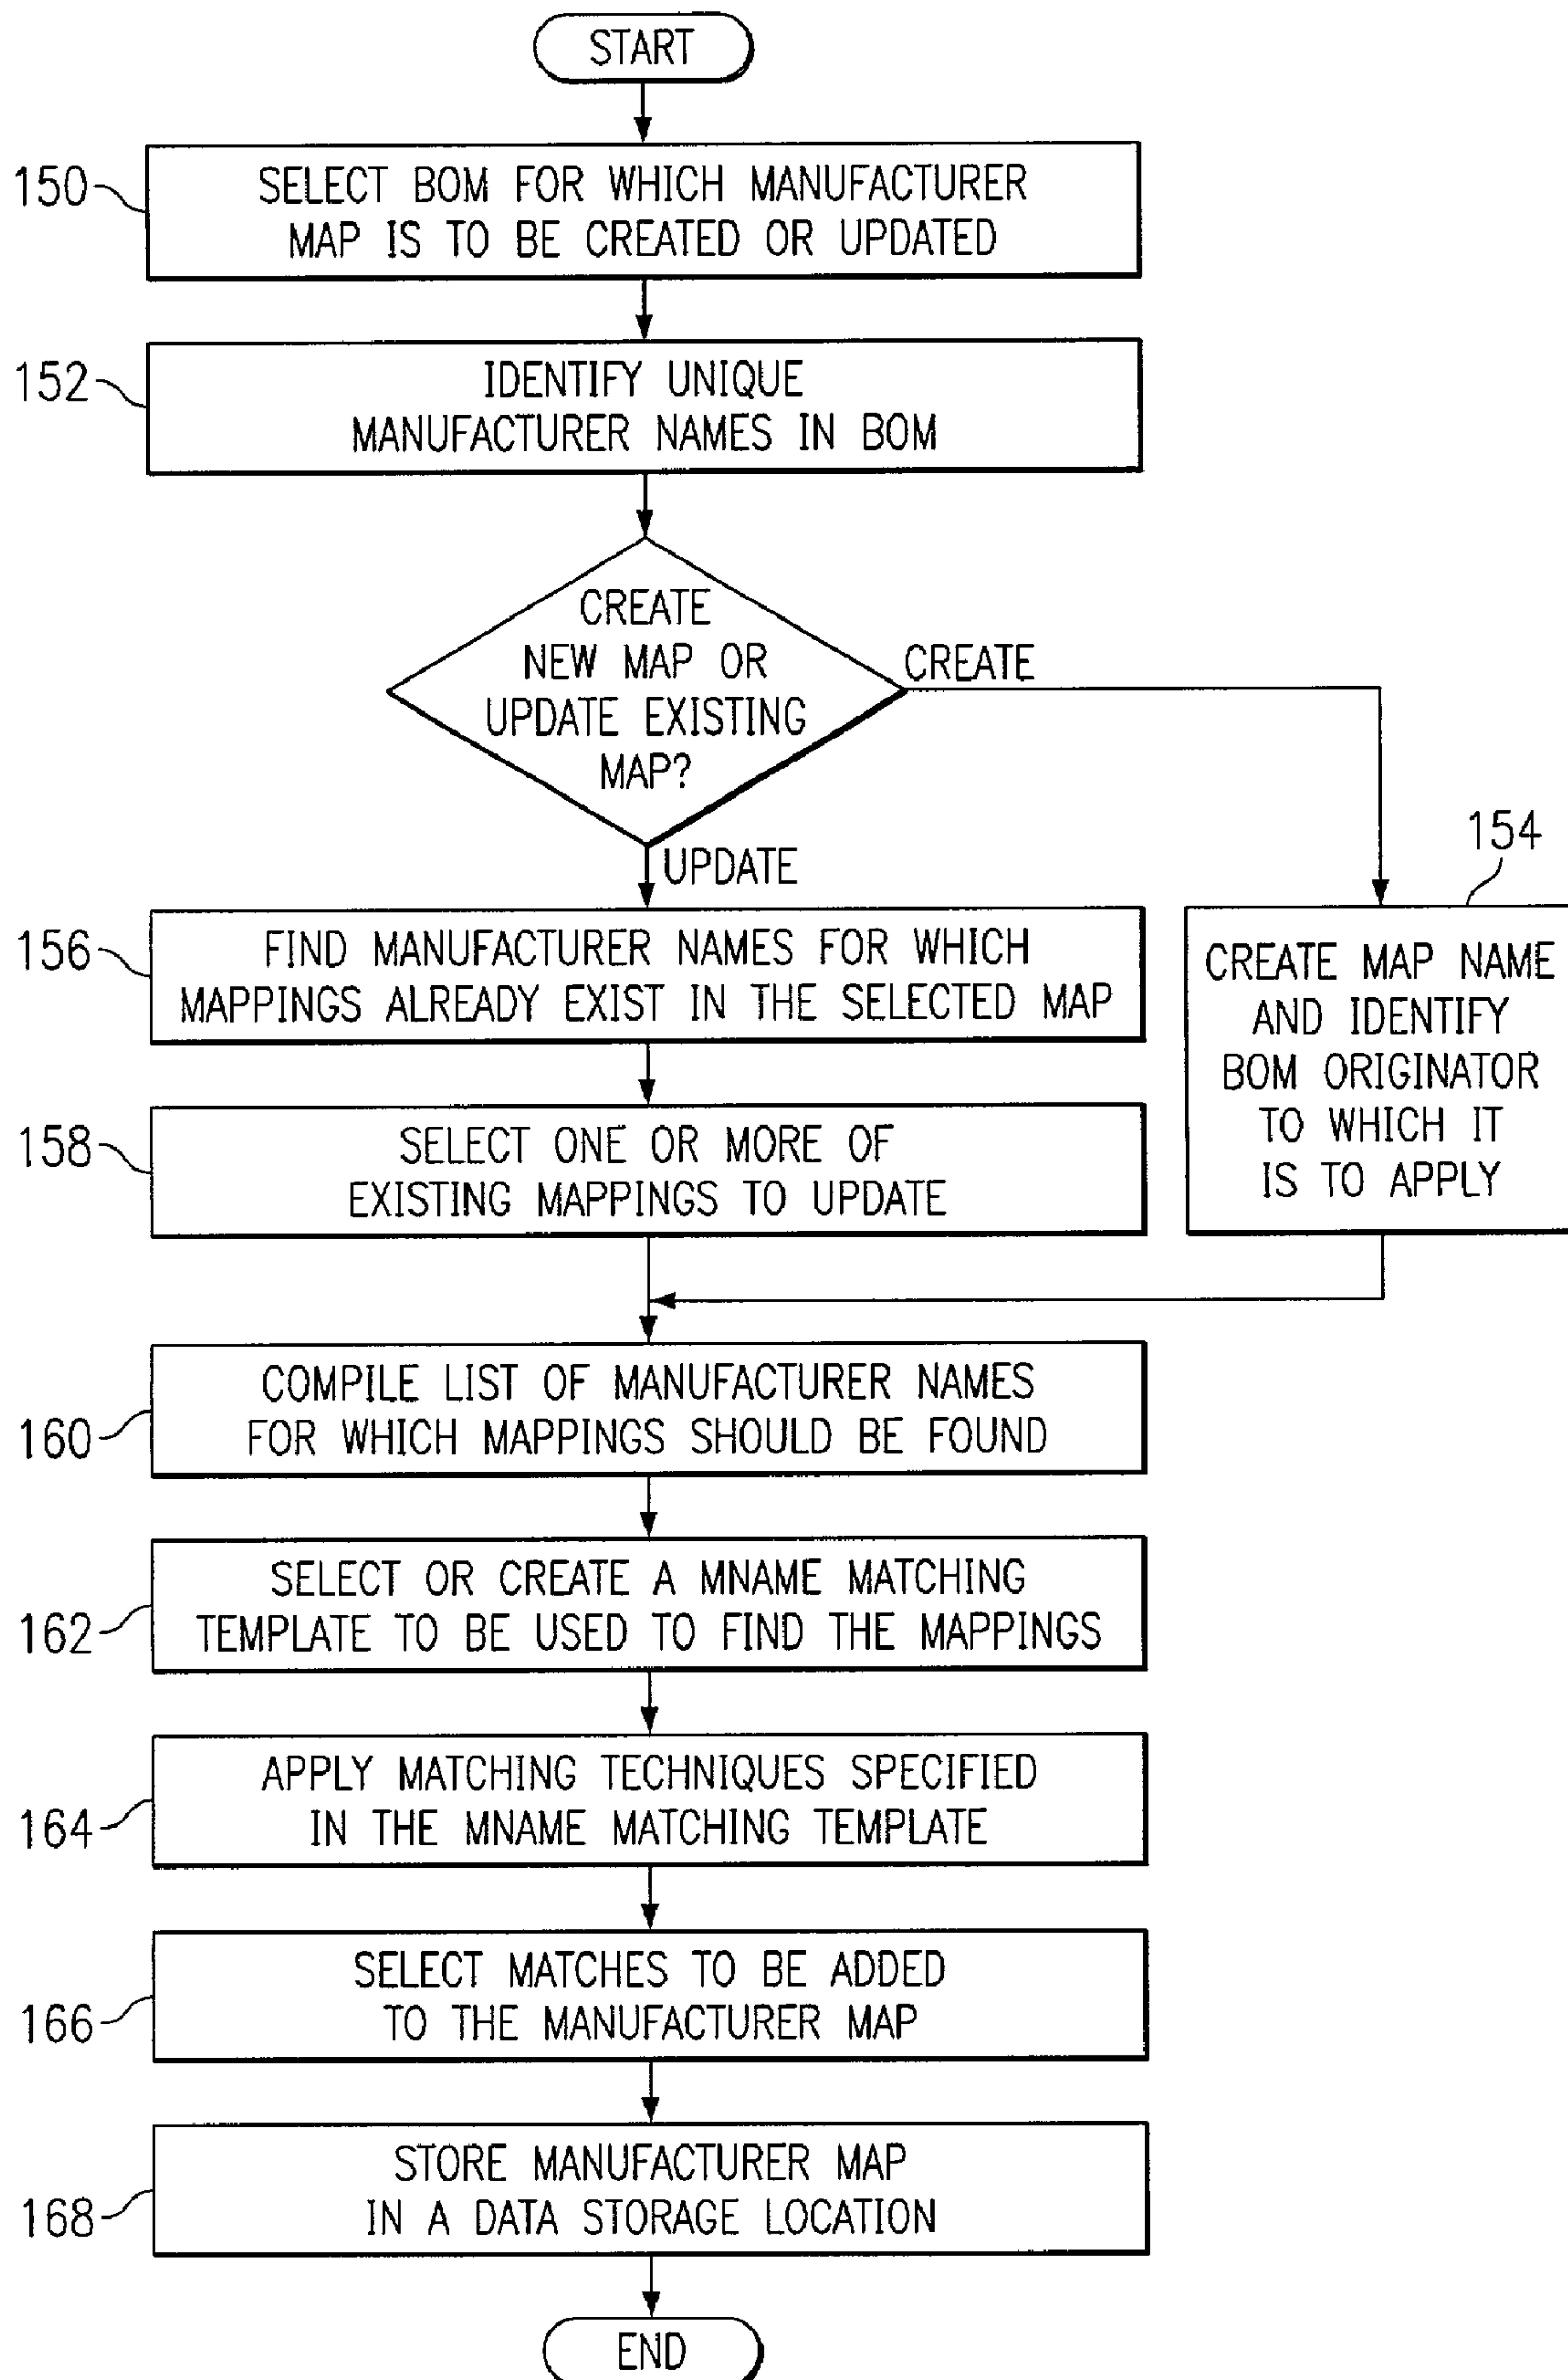 START
150
SELECT BOM FOR WHICH MANUFACTURER
MAP IS TO BE CREATED OR UPDATED
152
IDENTIFY UNIQUE
MANUFACTURER NAMES IN BOM
CREATE
NEW MAP OR
UPDATE EXISTING
MAP?
CREATE
UPDATE
154
CREATE MAP NAME
AND IDENTIFY
BOM ORIGINATOR
TO WHICH IT
IS TO APPLY
156
FIND MANUFACTURER NAMES FOR WHICH
MAPPINGS ALREADY EXIST IN THE SELECTED MAP
158
SELECT ONE OR MORE OF
EXISTING MAPPINGS TO UPDATE
160
COMPILE LIST OF MANUFACTURER NAMES
FOR WHICH MAPPINGS SHOULD BE FOUND
162
SELECT OR CREATE A MNAME MATCHING
TEMPLATE TO BE USED TO FIND THE MAPPINGS
164
APPLY MATCHING TECHNIQUES SPECIFIED
IN THE MNAME MATCHING TEMPLATE
166
SELECT MATCHES TO BE ADDED
TO THE MANUFACTURER MAP
168
STORE MANUFACTURER MAP
IN A DATA STORAGE LOCATION
END